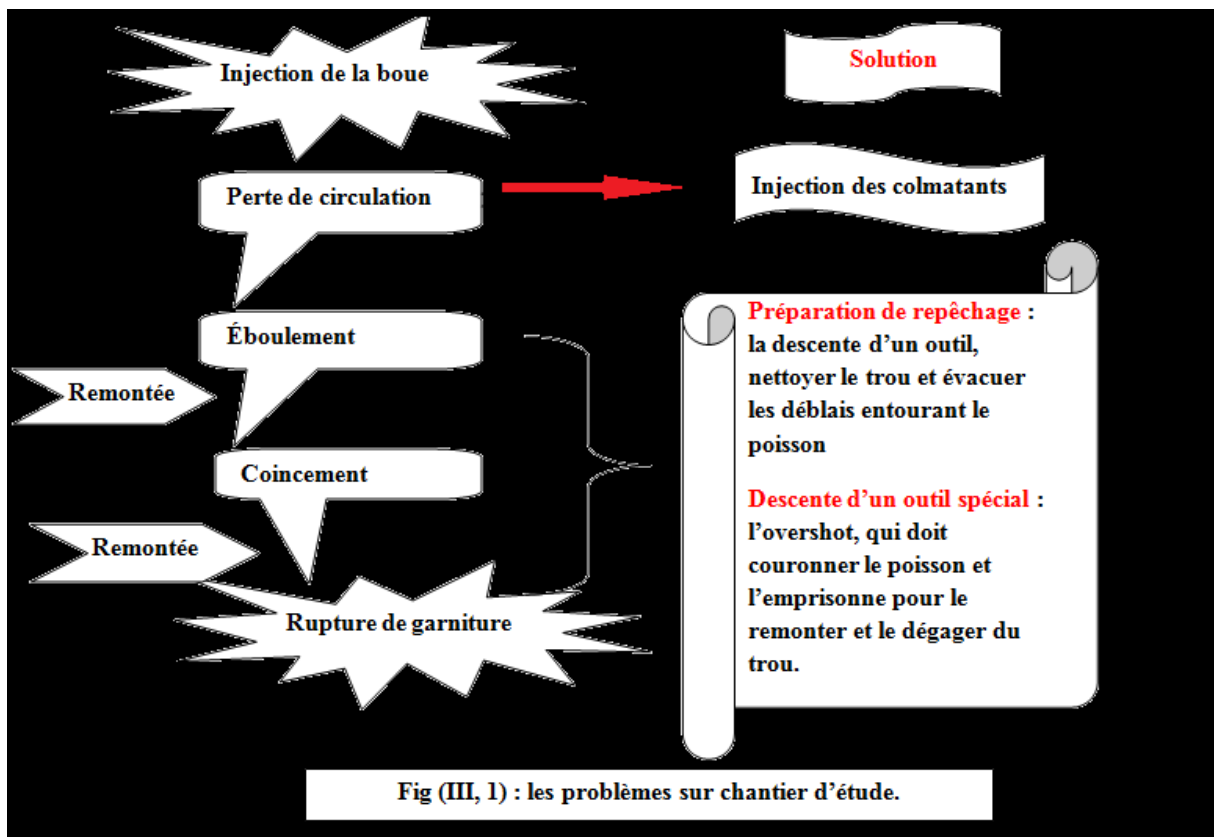 Injection de la boue
Solution
Perte de circulation
Injection des colmatants
Éboulement
Remontée
Coincement
Remontée
Rupture de garniture
Préparation de repêchage :
la descente d’un outil,
nettoyer le trou et évacuer
les déblais entourant le
poisson
Descente d’un outil spécial :
l’overshot, qui doit
couronner le poisson et
l’emprisonne pour le
remonter et le dégager du
trou.
Fig (III, 1) : les problèmes sur chantier d’étude.